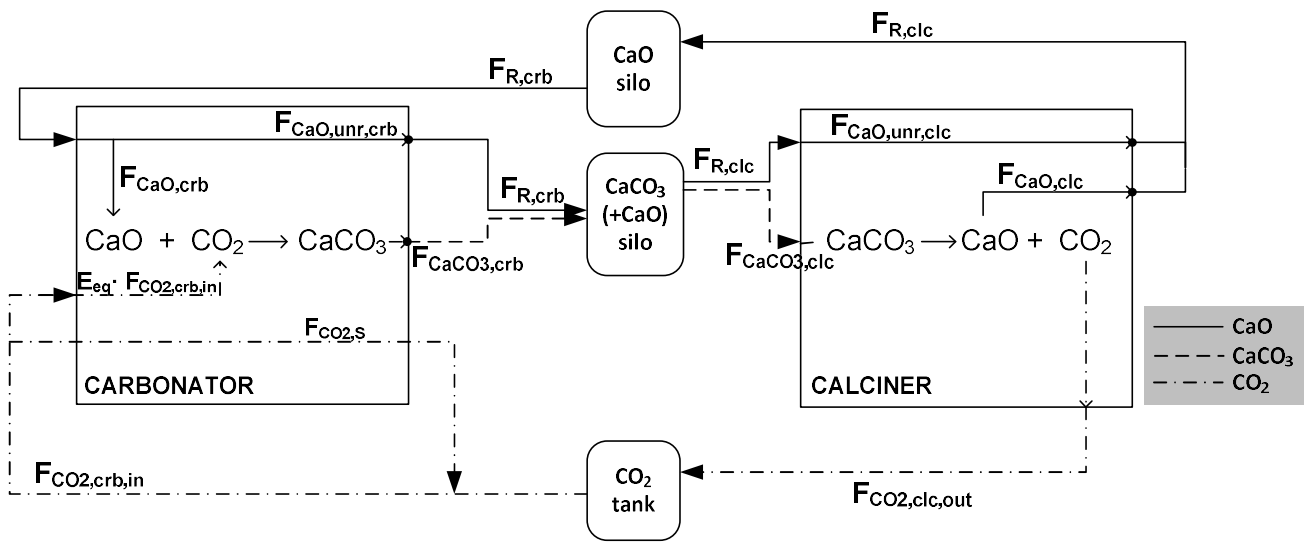 F_R,clc
CaO
silo
F_R,crb
F_CaO,unr,crb
F_CaO,unr,clc
F_CaO,crb
F_R,crb
CaCO₃
(+CaO)
silo
F_R,clc
F_CaO,clc
CaO + CO₂ → CaCO₃
CaCO₃ → CaO + CO₂
F_CaCO3,crb
F_CaCO3,clc
E_eq· F_CO2,crb,in
F_CO2,S
CARBONATOR
CALCINER
CaO
CaCO₃
CO₂
F_CO2,crb,in
CO₂
tank
F_CO2,clc,out